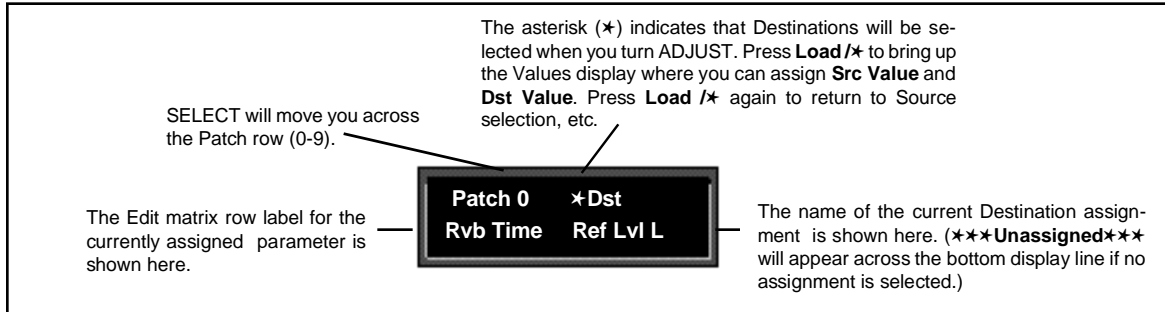 The asterisk (✶) indicates that Destinations will be se-
lected when you turn ADJUST. Press Load /✶ to bring up
the Values display where you can assign Src Value and
Dst Value. Press Load /✶ again to return to Source
selection, etc.
SELECT will move you across
the Patch row (0-9).
Patch 0 ✶Dst
Rvb Time Ref Lvl L
The Edit matrix row label for the
currently assigned parameter is
shown here.
The name of the current Destination assign-
ment is shown here. (✶✶✶Unassigned✶✶✶
will appear across the bottom display line if no
assignment is selected.)